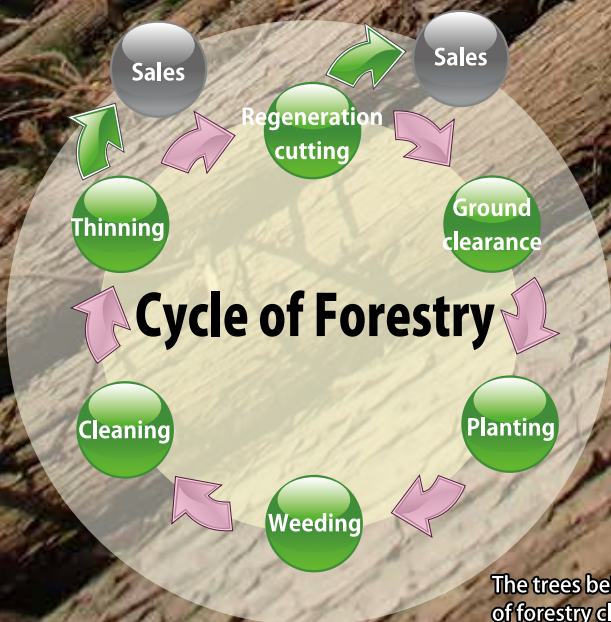 Sales
Sales
Regeneration
cutting
Thinning
Ground
clearance
Cycle of Forestry
Cleaning
Planting
Weeding
The trees be
of forestry